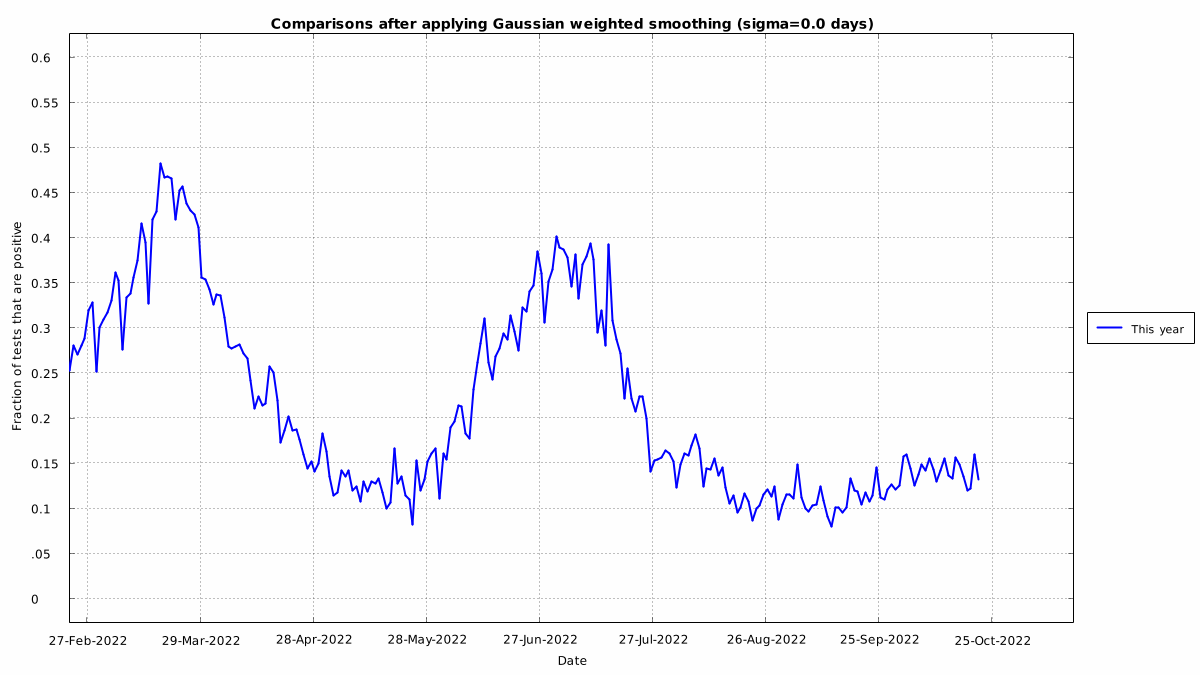 Comparisons after applying Gaussian weighted smoothing (sigma=0.0 days)
0.6
0.55
0.5
0.45
0.4
0.35
0.3
0.25
0.2
0.15
0.1
.05
0
Fraction of tests that are positive
27-Feb-2022 29-Mar-2022 28-Apr-2022 28-May-2022 27-Jun-2022 27-Jul-2022 26-Aug-2022 25-Sep-2022 25-Oct-2022
Date
This year